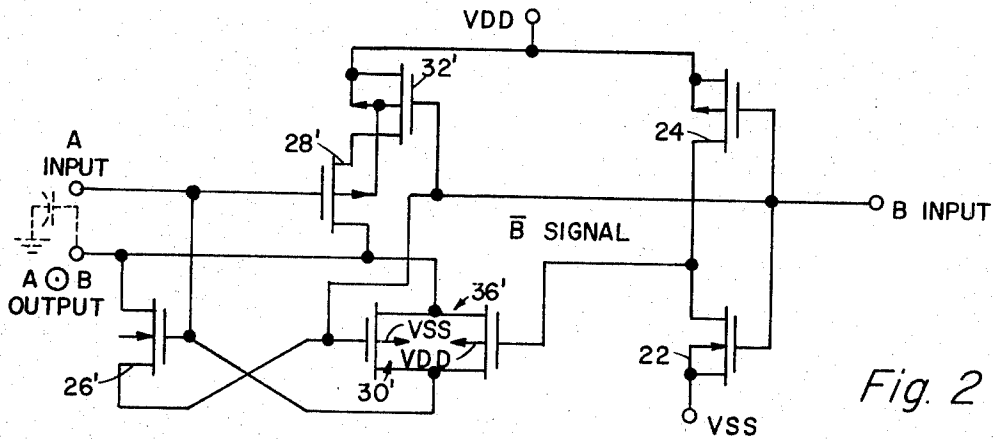 VDD
32'
28'
24
A
INPUT
B INPUT
B̅ SIGNAL
A ⊙ B
OUTPUT
36'
VSS
VDD
30'
26'
22
VSS
Fig. 2